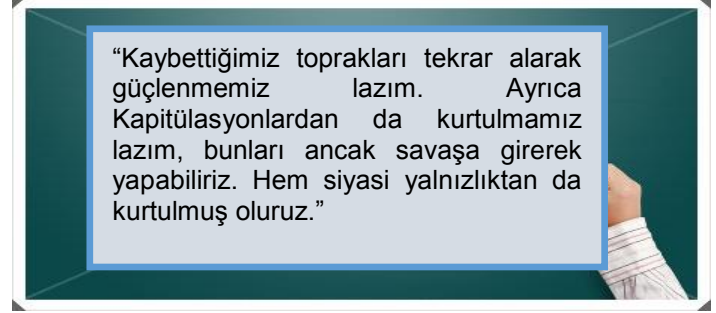 “Kaybettiğimiz toprakları tekrar alarak
güçlenmemiz lazım. Ayrıca
Kapitülasyonlardan da kurtulmamız
lazım, bunları ancak savaşa girerek
yapabiliriz. Hem siyasi yalnızlıktan da
kurtulmuş oluruz.”